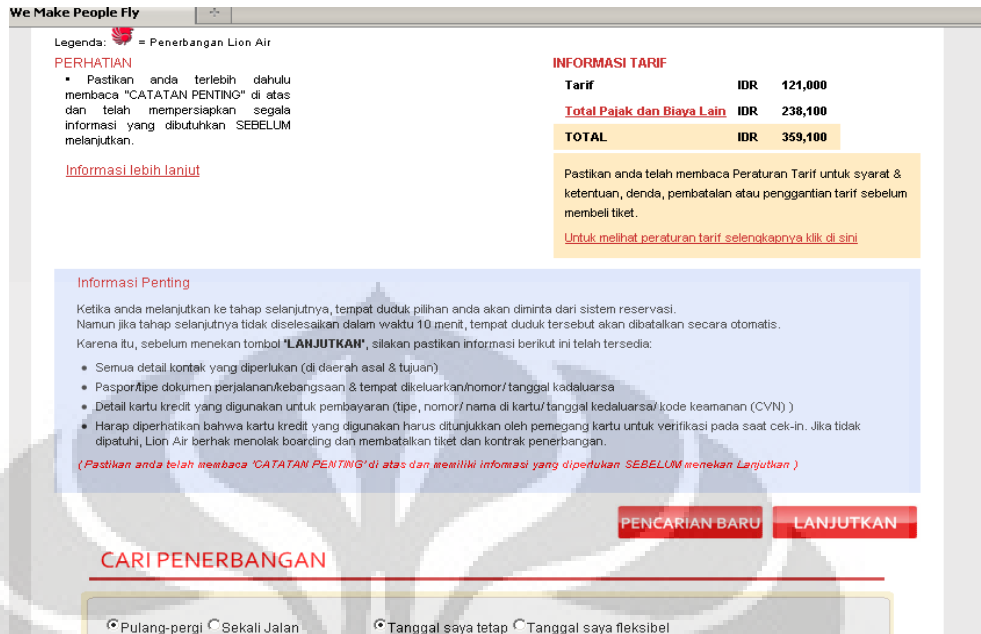 We Make People Fly
Legenda: = Penerbangan Lion Air
PERHATIAN
▪ Pastikan anda terlebih dahulu
membaca "CATATAN PENTING" di atas
dan telah mempersiapkan segala
informasi yang dibutuhkan SEBELUM
melanjutkan.
Informasi lebih lanjut
INFORMASI TARIF
Tarif IDR 121,000
Total Pajak dan Biaya Lain IDR 238,100
TOTAL IDR 359,100
Pastikan anda telah membaca Peraturan Tarif untuk syarat &
ketentuan, denda, pembatalan atau penggantian tarif sebelum
membeli tiket.
Untuk melihat peraturan tarif selengkapnya klik di sini
Informasi Penting
Ketika anda melanjutkan ke tahap selanjutnya, tempat duduk pilihan anda akan diminta dari sistem reservasi.
Namun jika tahap selanjutnya tidak diselesaikan dalam waktu 10 menit, tempat duduk tersebut akan dibatalkan secara otomatis.
Karena itu, sebelum menekan tombol 'LANJUTKAN', silakan pastikan informasi berikut ini telah tersedia:
• Semua detail kontak yang diperlukan (di daerah asal & tujuan)
• Paspor/tipe dokumen perjalanan/kebangsaan & tempat dikeluarkan/nomor/ tanggal kadaluarsa
• Detail kartu kredit yang digunakan untuk pembayaran (tipe, nomor/ nama di kartu/ tanggal kedaluarsa/ kode keamanan (CVN) )
• Harap diperhatikan bahwa kartu kredit yang digunakan harus ditunjukkan oleh pemegang kartu untuk verifikasi pada saat cek-in. Jika tidak
dipatuhi, Lion Air berhak menolak boarding dan membatalkan tiket dan kontrak penerbangan.
( Pastikan anda telah membaca 'CATATAN PENTING' di atas dan memiliki informasi yang diperlukan SEBELUM menekan Lanjutkan )
PENCARIAN BARU LANJUTKAN
CARI PENERBANGAN
Pulang-pergi Sekali Jalan Tanggal saya tetap Tanggal saya fleksibel